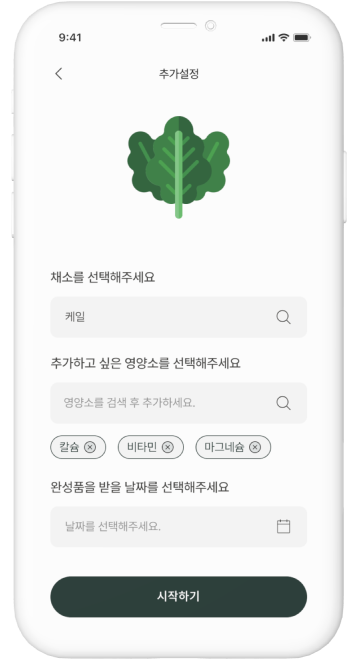 9:41
추가설정
채소를 선택해주세요
케일
추가하고 싶은 영양소를 선택해주세요
영양소를 검색 후 추가하세요.
칼슘 비타민 마그네슘
완성품을 받을 날짜를 선택해주세요
날짜를 선택해주세요.
시작하기